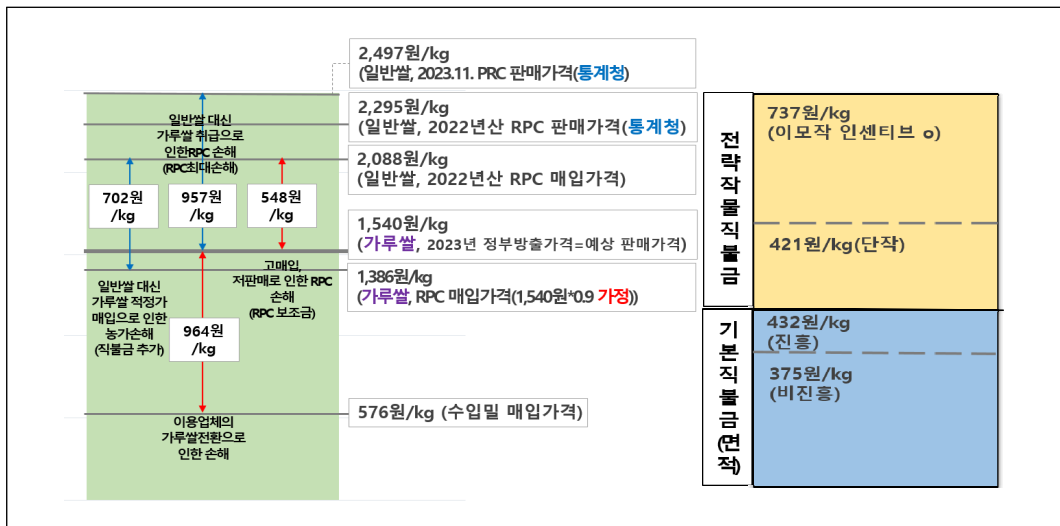 2,497원/kg
(일반쌀, 2023.11. PRC 판매가격(통계청)
2,295원/kg
(일반쌀, 2022년산 RPC 판매가격(통계청)
2,088원/kg
(일반쌀, 2022년산 RPC 매입가격)
1,540원/kg
(가루쌀, 2023년 정부방출가격=예상 판매가격)
1,386원/kg
(가루쌀, RPC 매입가격(1,540원*0.9 가정))
576원/kg (수입밀 매입가격)
일반쌀 대신
가루쌀 취급으로
인한RPC 손해
(RPC최대손해)
702원
/kg
957원
/kg
548원
/kg
일반쌀 대신
가루쌀 적정가
매입으로 인한
농가손해
(직불금 추가)
고매입,
저판매로 인한 RPC
손해
(RPC 보조금)
964원
/kg
이용업체의
가루쌀전환으로
인한 손해
전략작물직불금
737원/kg
(이모작 인센티브 o)
421원/kg(단작)
기본직불금(면적)
432원/kg
(진흥)
375원/kg
(비진흥)